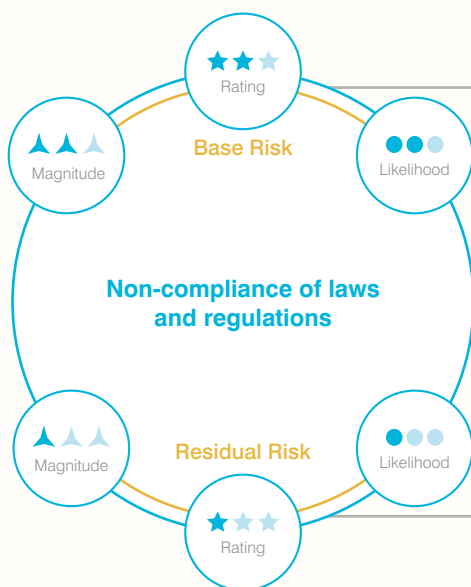 Rating
Base Risk
Magnitude
Likelihood
Non-compliance of laws
and regulations
Magnitude
Residual Risk
Likelihood
Rating